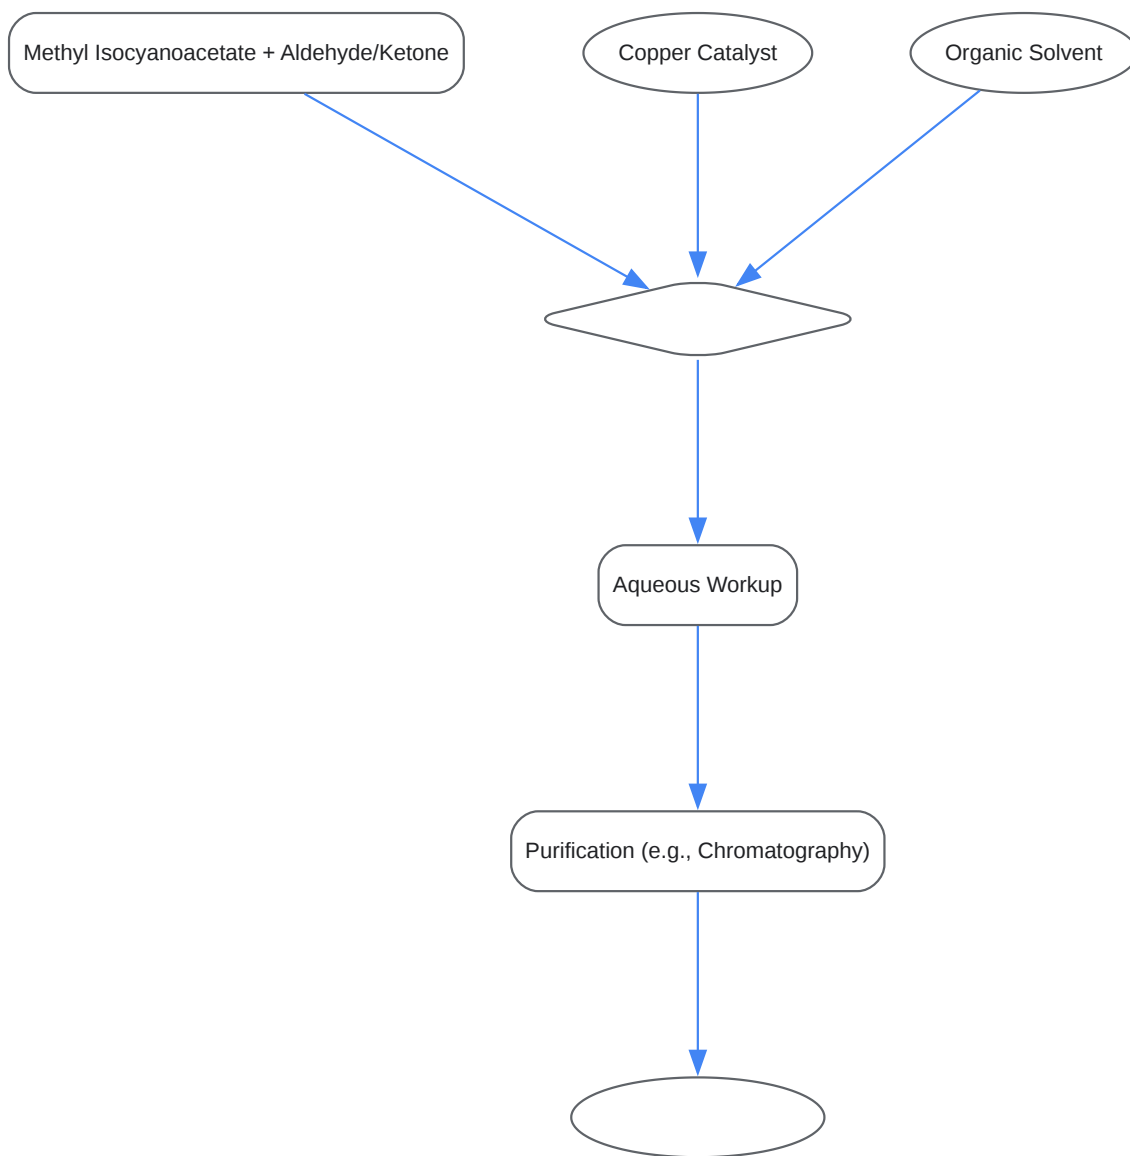 Methyl Isocyanoacetate + Aldehyde/Ketone
Copper Catalyst
Organic Solvent
Aqueous Workup
Purification (e.g., Chromatography)